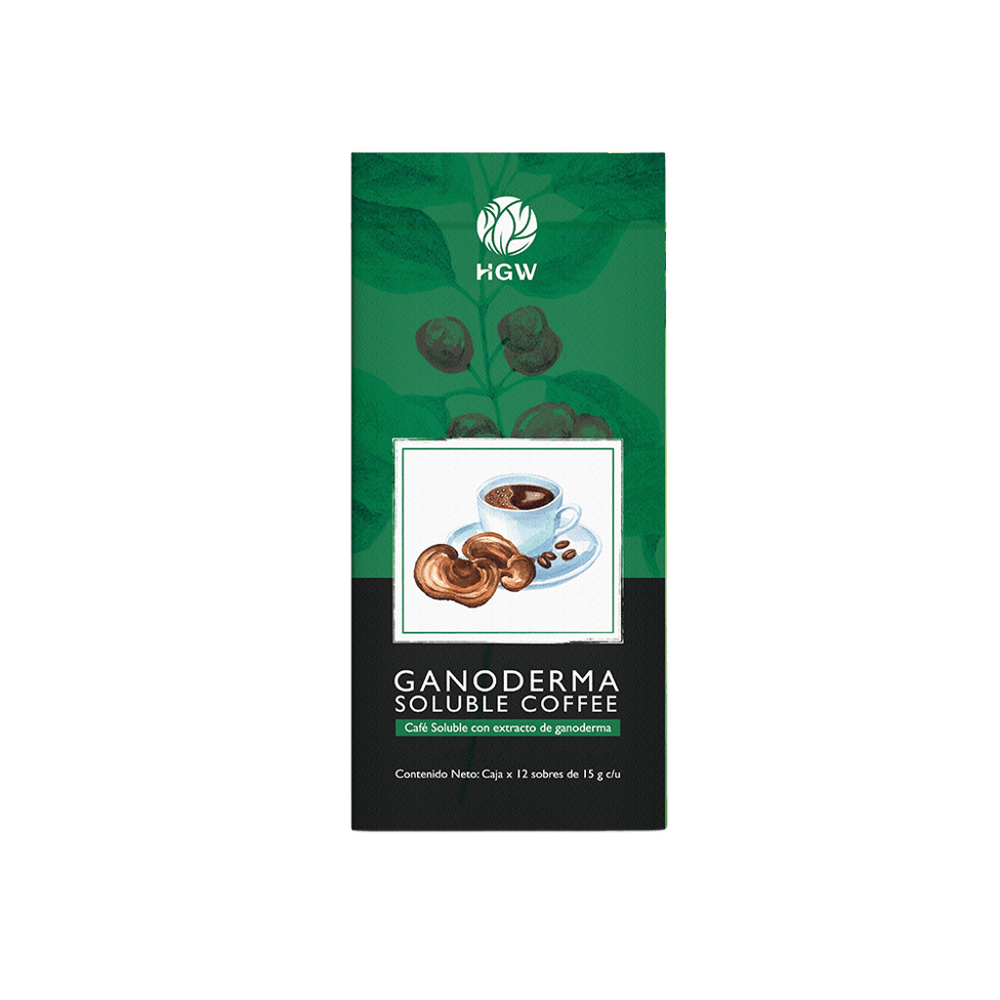 HGW
GANODERMA
SOLUBLE COFFEE
Café Soluble con extracto de ganoderma
Contenido Neto: Caja x 12 sobres de 15 g c/u